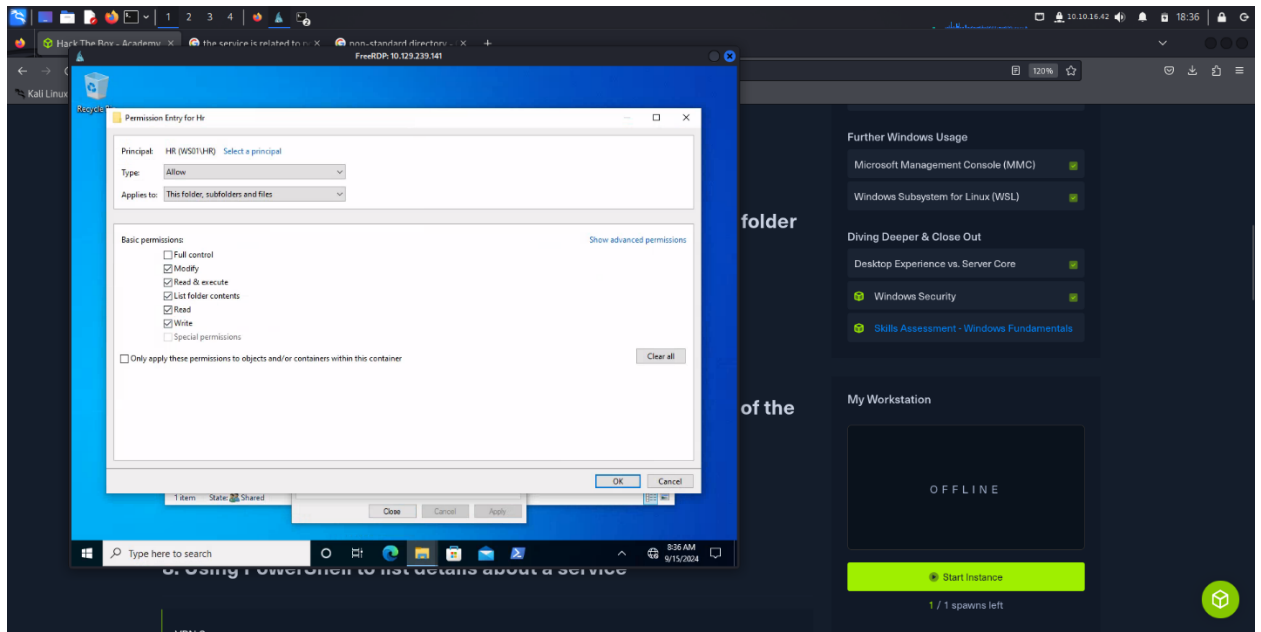 1 2 3 4
10.10.16.42
18:36
Hack The Box - Academy
the service is related to
non-standard directory
FreeRDP: 10.129.239.141
120%
Kali Linux
Recycle
Permission Entry for Hr
Principal: HR (WS01\HR) Select a principal
Type: Allow
Applies to: This folder, subfolders and files
Basic permissions: Show advanced permissions
Full control
Modify
Read & execute
List folder contents
Read
Write
Special permissions
Only apply these permissions to objects and/or containers within this container
Clear all
OK Cancel
1 item State: Shared
Close Cancel Apply
Type here to search
8:36 AM
9/15/2024
folder
of the
3. Using PowerShell to list details about a service
Further Windows Usage
Microsoft Management Console (MMC)
Windows Subsystem for Linux (WSL)
Diving Deeper & Close Out
Desktop Experience vs. Server Core
Windows Security
Skills Assessment - Windows Fundamentals
My Workstation
OFFLINE
Start Instance
1 / 1 spawns left